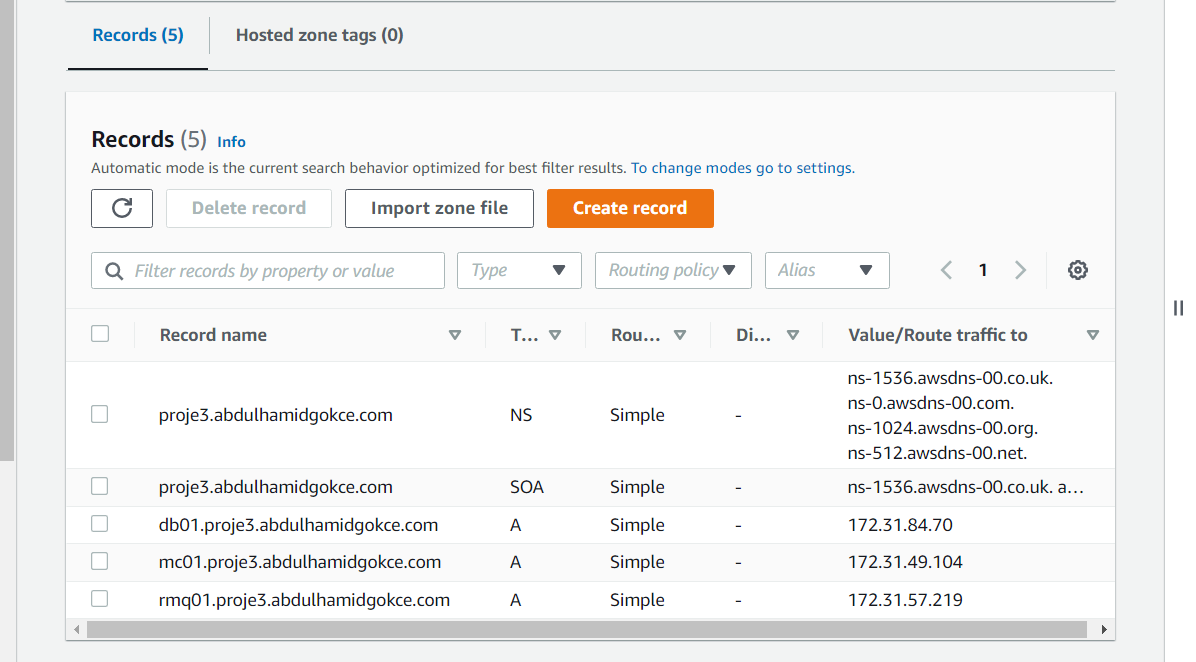 Records (5)
Hosted zone tags (0)
Records (5) Info
Automatic mode is the current search behavior optimized for best filter results. To change modes go to settings.
Delete record
Import zone file
Create record
Filter records by property or value
Type
Routing policy
Alias
1
Record name
T...
Rou...
Di...
Value/Route traffic to
proje3.abdulhamidgokce.com NS Simple -
ns-1536.awsdns-00.co.uk.
ns-0.awsdns-00.com.
ns-1024.awsdns-00.org.
ns-512.awsdns-00.net.
proje3.abdulhamidgokce.com SOA Simple - ns-1536.awsdns-00.co.uk. a...
db01.proje3.abdulhamidgokce.com A Simple - 172.31.84.70
mc01.proje3.abdulhamidgokce.com A Simple - 172.31.49.104
rmq01.proje3.abdulhamidgokce.com A Simple - 172.31.57.219